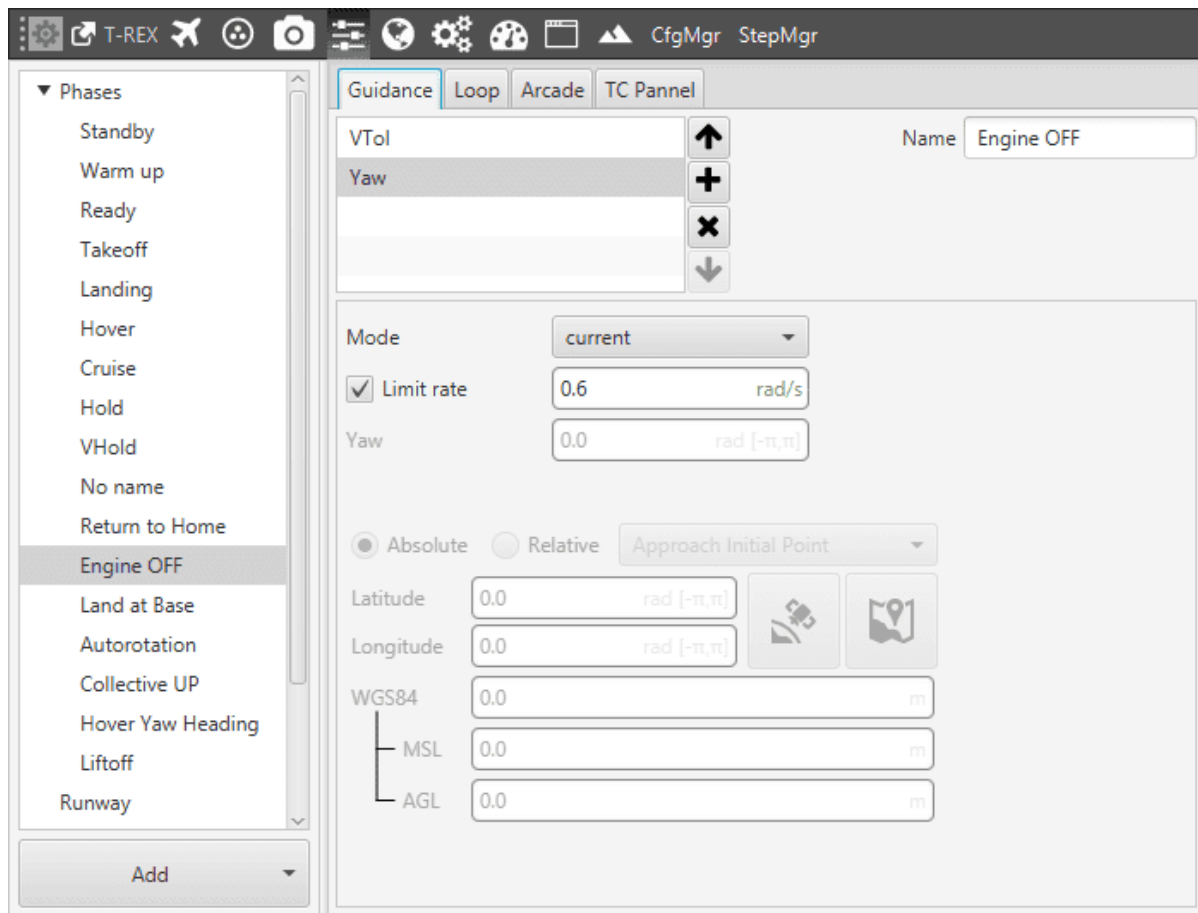 T-REX CfgMgr StepMgr
Phases
Standby
Warm up
Ready
Takeoff
Landing
Hover
Cruise
Hold
VHold
No name
Return to Home
Engine OFF
Land at Base
Autorotation
Collective UP
Hover Yaw Heading
Liftoff
Runway
Add
Guidance Loop Arcade TC Pannel
VTol
Yaw
Name Engine OFF
Mode current
Limit rate 0.6 rad/s
Yaw 0.0 rad [-π,π]
Absolute Relative Approach Initial Point
Latitude 0.0 rad [-π,π]
Longitude 0.0 rad [-π,π]
WGS84 0.0 m
MSL 0.0 m
AGL 0.0 m